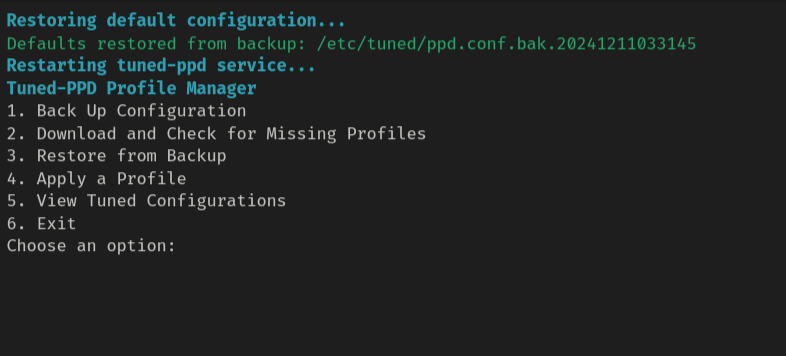 Restoring default configuration...
Defaults restored from backup: /etc/tuned/ppd.conf.bak.20241211033145
Restarting tuned-ppd service...
Tuned-PPD Profile Manager
1. Back Up Configuration
2. Download and Check for Missing Profiles
3. Restore from Backup
4. Apply a Profile
5. View Tuned Configurations
6. Exit
Choose an option: